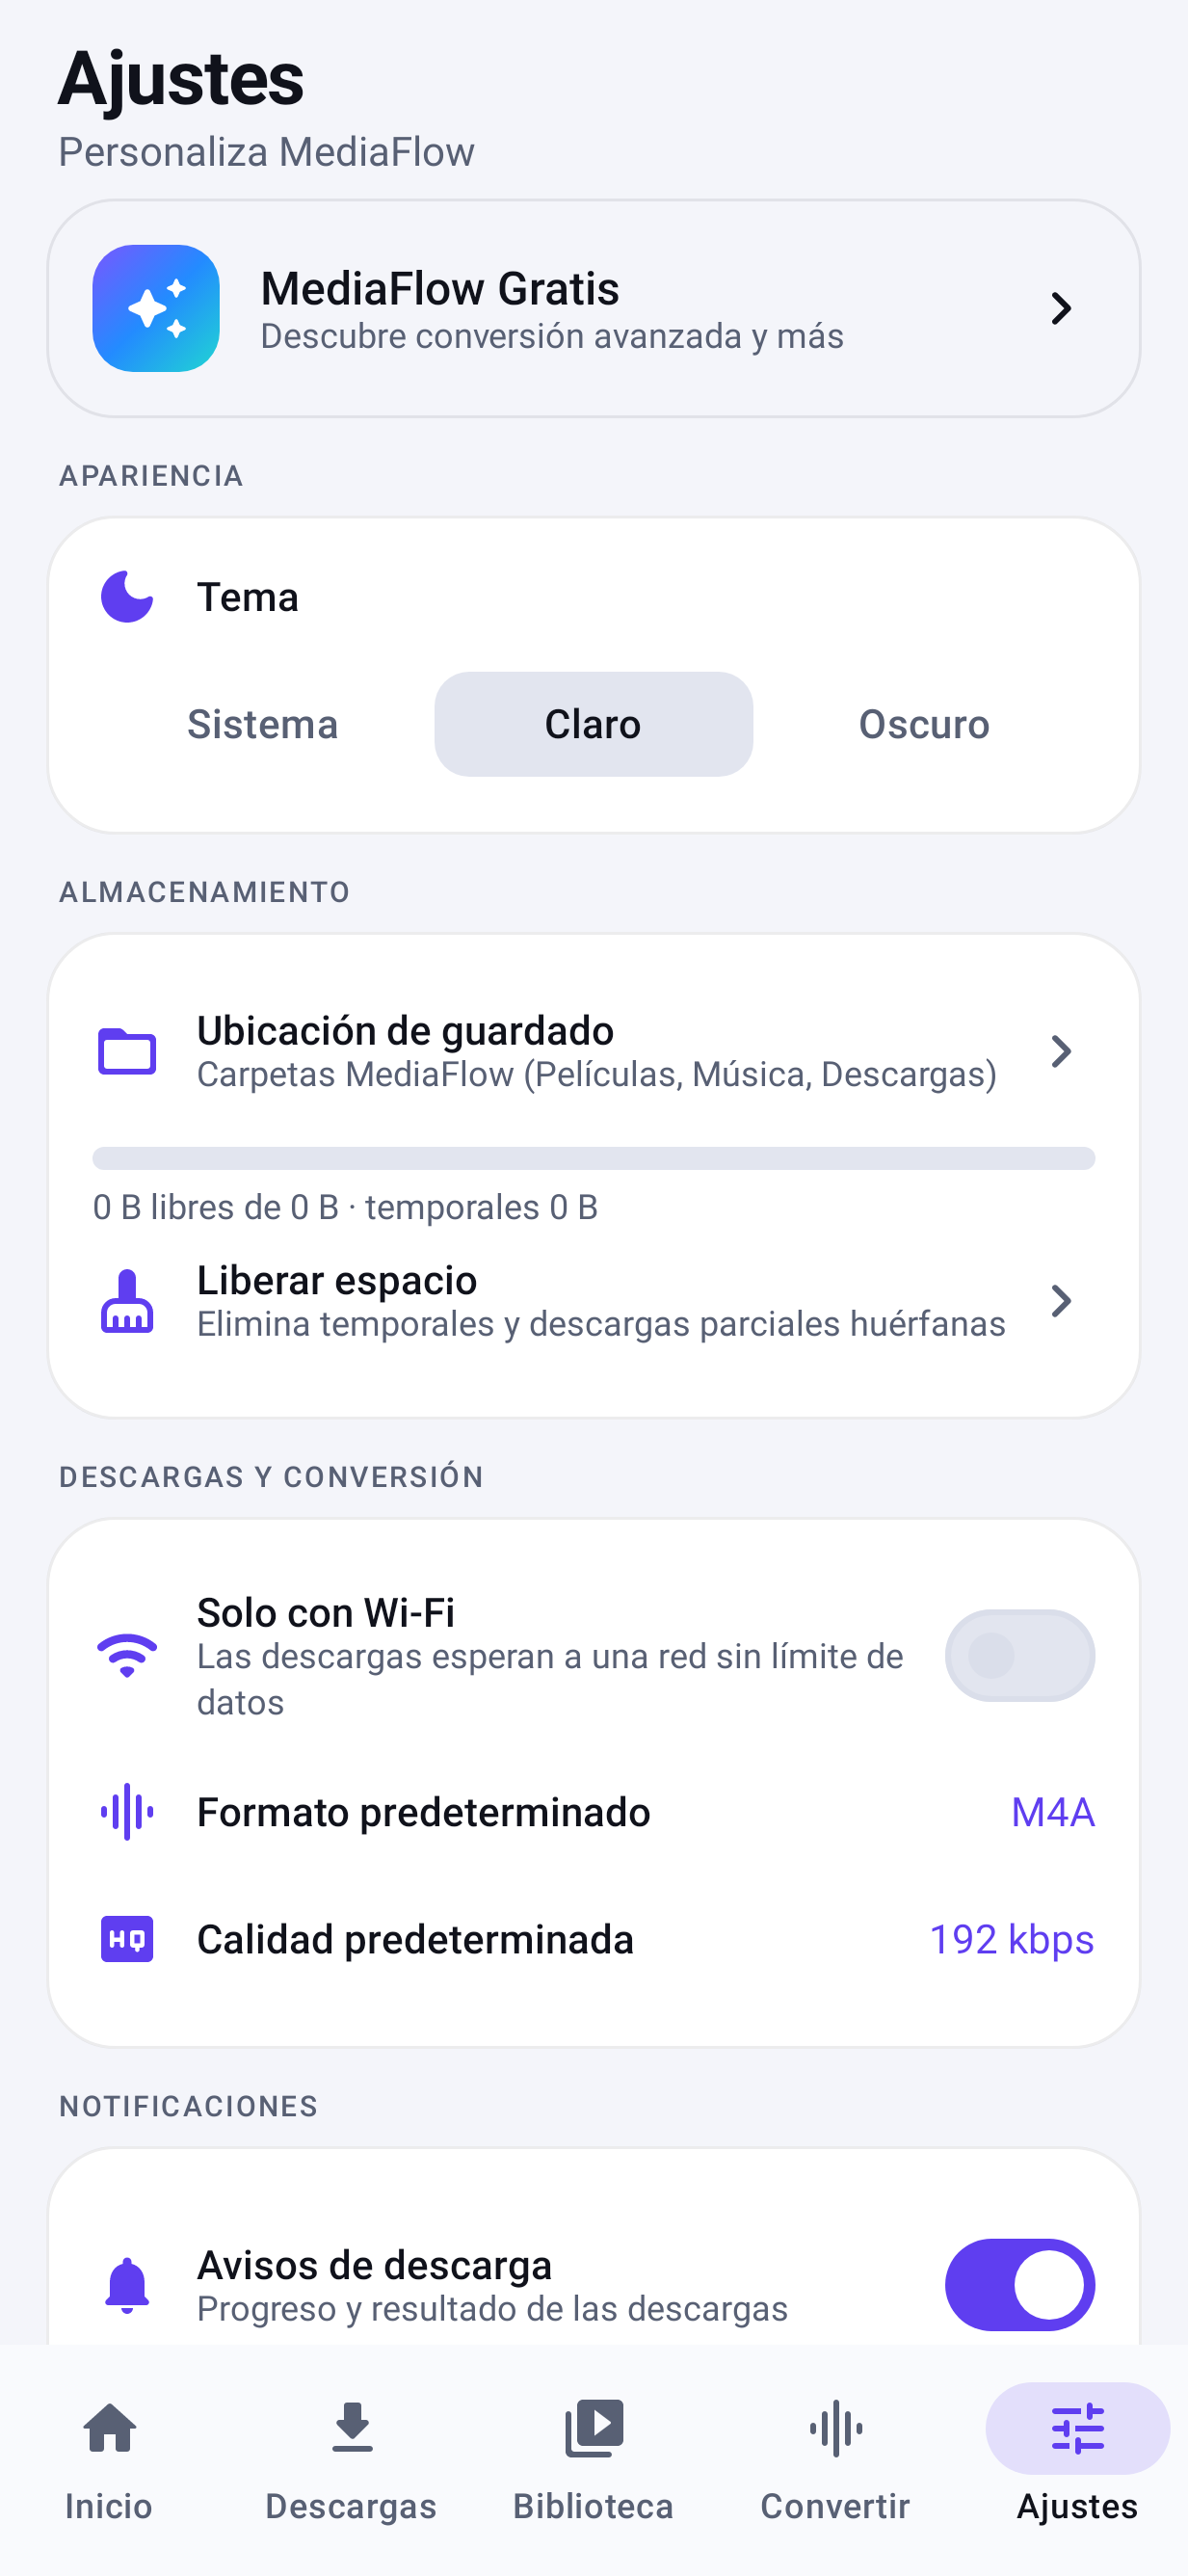 Ajustes
Personaliza MediaFlow
MediaFlow Gratis
Descubre conversión avanzada y más
APARIENCIA
Tema
Sistema
Claro
Oscuro
ALMACENAMIENTO
Ubicación de guardado
Carpetas MediaFlow (Películas, Música, Descargas)
0 B libres de 0 B · temporales 0 B
Liberar espacio
Elimina temporales y descargas parciales huérfanas
DESCARGAS Y CONVERSIÓN
Solo con Wi-Fi
Las descargas esperan a una red sin límite de
datos
Formato predeterminado
M4A
HQ
Calidad predeterminada
192 kbps
NOTIFICACIONES
Avisos de descarga
Progreso y resultado de las descargas
Inicio
Descargas
Biblioteca
Convertir
Ajustes